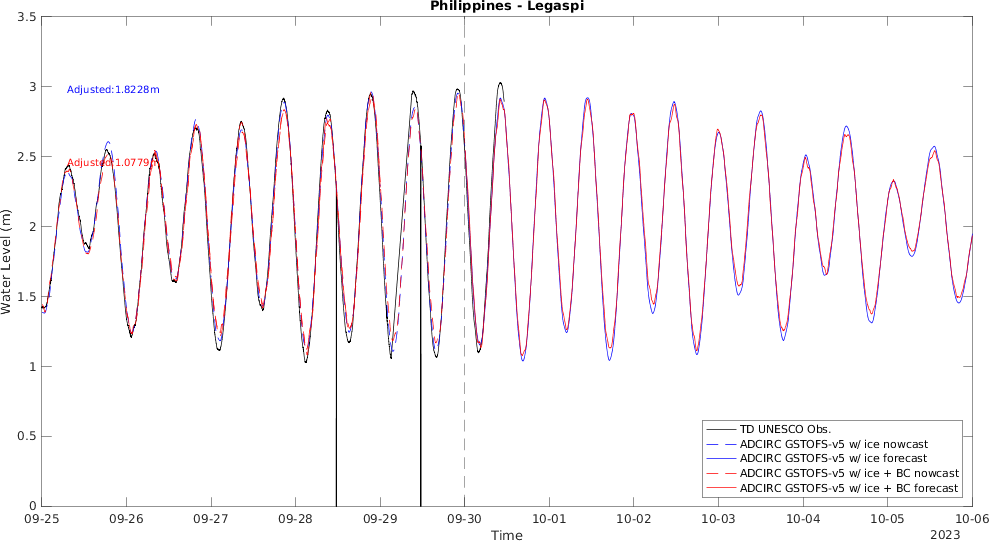 Philippines - Legaspi
3.5
3
2.5
2
1.5
1
0.5
0
Water Level (m)
Adjusted:1.8228m
Adjusted:1.0779m
TD UNESCO Obs.
ADCIRC GSTOFS-v5 w/ ice nowcast
ADCIRC GSTOFS-v5 w/ ice forecast
ADCIRC GSTOFS-v5 w/ ice + BC nowcast
ADCIRC GSTOFS-v5 w/ ice + BC forecast
09-25 09-26 09-27 09-28 09-29 09-30 10-01 10-02 10-03 10-04 10-05 10-06
Time
2023